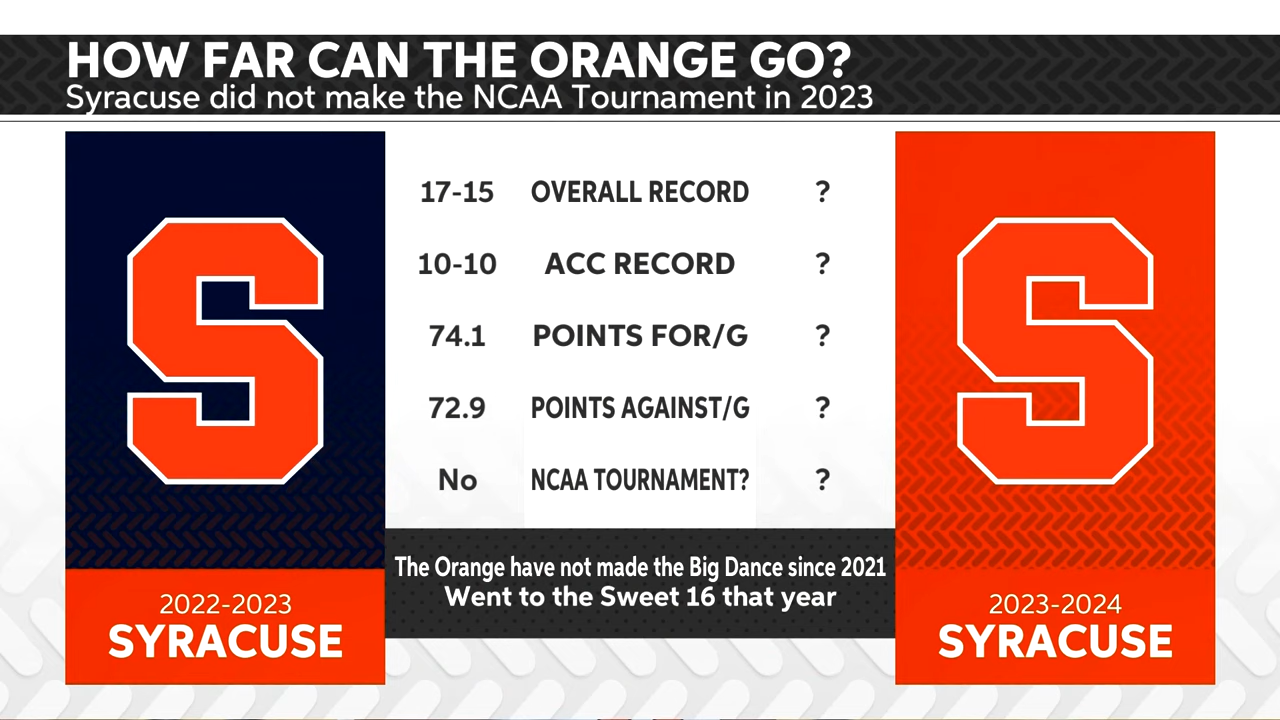 HOW FAR CAN THE ORANGE GO?
Syracuse did not make the NCAA Tournament in 2023
17-15 OVERALL RECORD ?
10-10 ACC RECORD ?
74.1 POINTS FOR/G ?
72.9 POINTS AGAINST/G ?
No NCAA TOURNAMENT? ?
The Orange have not made the Big Dance since 2021
Went to the Sweet 16 that year
S
2022-2023
SYRACUSE
S
2023-2024
SYRACUSE